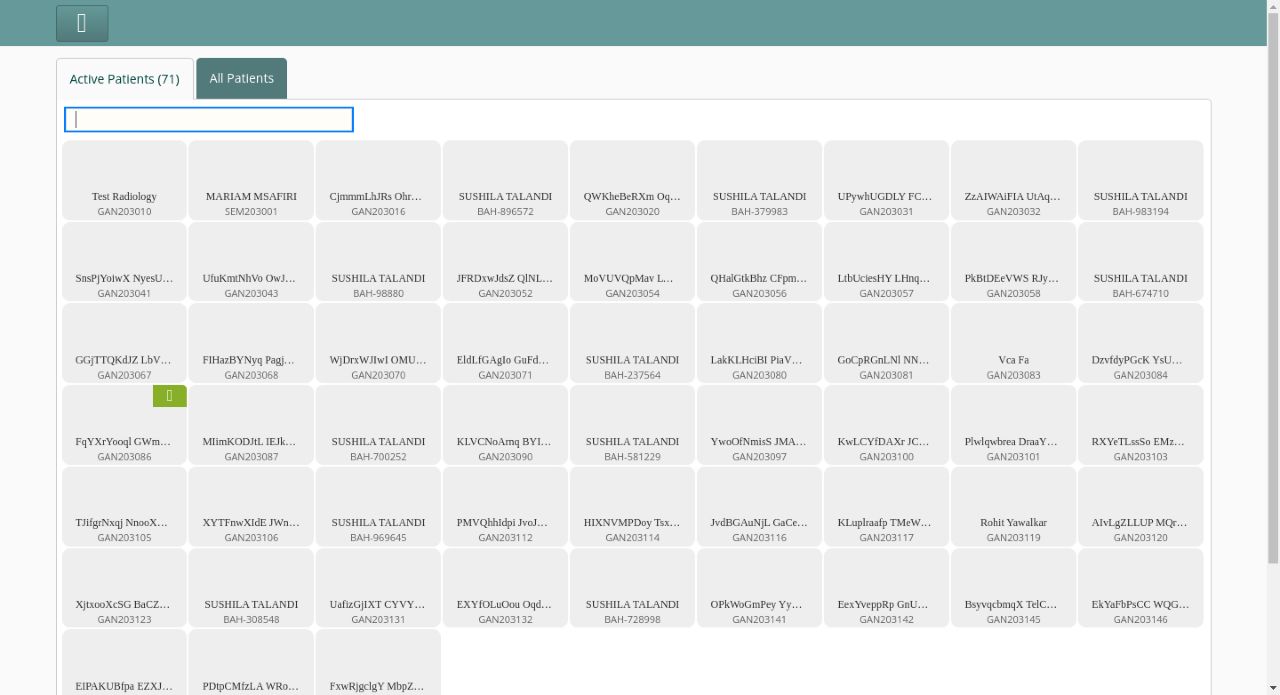 Active Patients (71)
All Patients
Test Radiology
GAN203010
MARIAM MSAFIRI
SEM203001
CjmmmLhJRs Ohr…
GAN203016
SUSHILA TALANDI
BAH-896572
QWKheBeRXm Oq…
GAN203020
SUSHILA TALANDI
BAH-379983
UPywhUGDLY FC…
GAN203031
ZzAIWAiFIA UtAq…
GAN203032
SUSHILA TALANDI
BAH-983194
SnsPjYoiwX NyesU…
GAN203041
UfuKmtNhVo OwJ…
GAN203043
SUSHILA TALANDI
BAH-98880
JFRDxwJdsZ QlNL…
GAN203052
MoVUVQpMav L…
GAN203054
QHalGtkBhz CFpm…
GAN203056
LtbUciesHY LHnq…
GAN203057
PkBtDEeVWS RJy…
GAN203058
SUSHILA TALANDI
BAH-674710
GGjTTQKdJZ LbV…
GAN203067
FIHazBYNyq Pagj…
GAN203068
WjDrxWJIwI OMU…
GAN203070
EldLfGAgIo GuFd…
GAN203071
SUSHILA TALANDI
BAH-237564
LakKLHciBI PiaV…
GAN203080
GoCpRGnLNl NN…
GAN203081
Vca Fa
GAN203083
DzvfdyPGcK YsU…
GAN203084
FqYXrYooql GWm…
GAN203086
MIimKODJtL IEJk…
GAN203087
SUSHILA TALANDI
BAH-700252
KLVCNoArnq BYI…
GAN203090
SUSHILA TALANDI
BAH-581229
YwoOfNmisS JMA…
GAN203097
KwLCYfDAXr JC…
GAN203100
Plwlqwbrea DraaY…
GAN203101
RXYeTLssSo EMz…
GAN203103
TJifgrNxqj NnooX…
GAN203105
XYTFnwXIdE JWn…
GAN203106
SUSHILA TALANDI
BAH-969645
PMVQhhIdpi JvoJ…
GAN203112
HIXNVMPDoy Tsx…
GAN203114
JvdBGAuNjL GaCe…
GAN203116
KLuplraafp TMeW…
GAN203117
Rohit Yawalkar
GAN203119
AIvLgZLLUP MQr…
GAN203120
XjtxooXcSG BaCZ…
GAN203123
SUSHILA TALANDI
BAH-308548
UafizGjIXT CYVY…
GAN203131
EXYfOLuOou Oqd…
GAN203132
SUSHILA TALANDI
BAH-728998
OPkWoGmPey Yy…
GAN203141
EexYveppRp GnU…
GAN203142
BsyvqcbmqX TelC…
GAN203145
EkYaFbPsCC WQG…
GAN203146
EIPAKUBfpa EZXJ…
PDtpCMfzLA WRo…
FxwRjgclgY MbpZ…